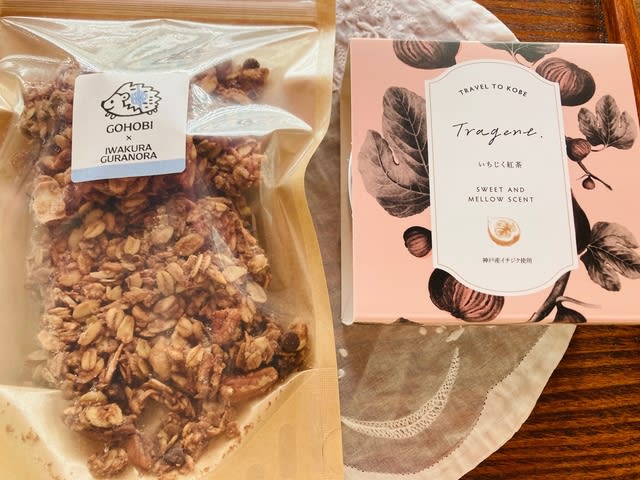 GOHOBI
×
IWAKURA
GURANORA
TRAVEL TO KOBE
Tragene.
いちじく紅茶
SWEET AND
MELLOW SCENT
神戸産イチジク使用